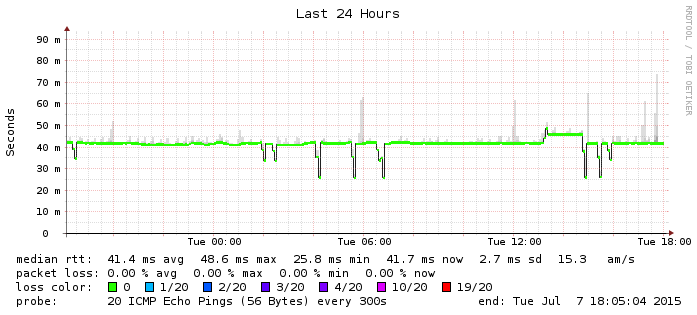 Last 24 Hours
RRDTOOL / TOBI OETIKER
Seconds
90 m
80 m
70 m
60 m
50 m
40 m
30 m
20 m
10 m
0
Tue 00:00 Tue 06:00 Tue 12:00 Tue 18:00
median rtt: 41.4 ms avg 48.6 ms max 25.8 ms min 41.7 ms now 2.7 ms sd 15.3 am/s
packet loss: 0.00 % avg 0.00 % max 0.00 % min 0.00 % now
loss color: 0 1/20 2/20 3/20 4/20 10/20 19/20
probe: 20 ICMP Echo Pings (56 Bytes) every 300s end: Tue Jul 7 18:05:04 2015